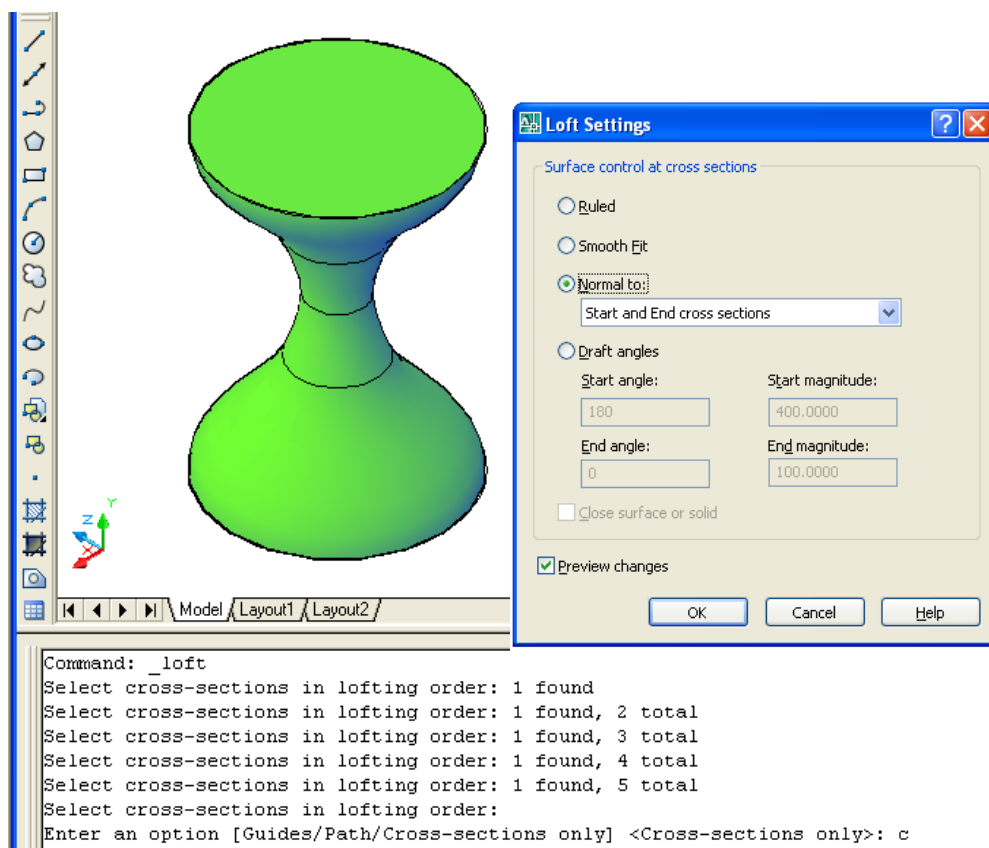 Loft Settings
Surface control at cross sections
Ruled
Smooth Fit
Normal to:
Start and End cross sections
Draft angles
Start angle: Start magnitude:
180 400.0000
End angle: End magnitude:
0 100.0000
Close surface or solid
Preview changes
OK Cancel Help
Y
Z
X
Model Layout1 Layout2
Command: _loft
Select cross-sections in lofting order: 1 found
Select cross-sections in lofting order: 1 found, 2 total
Select cross-sections in lofting order: 1 found, 3 total
Select cross-sections in lofting order: 1 found, 4 total
Select cross-sections in lofting order: 1 found, 5 total
Select cross-sections in lofting order:
Enter an option [Guides/Path/Cross-sections only] <Cross-sections only>: c